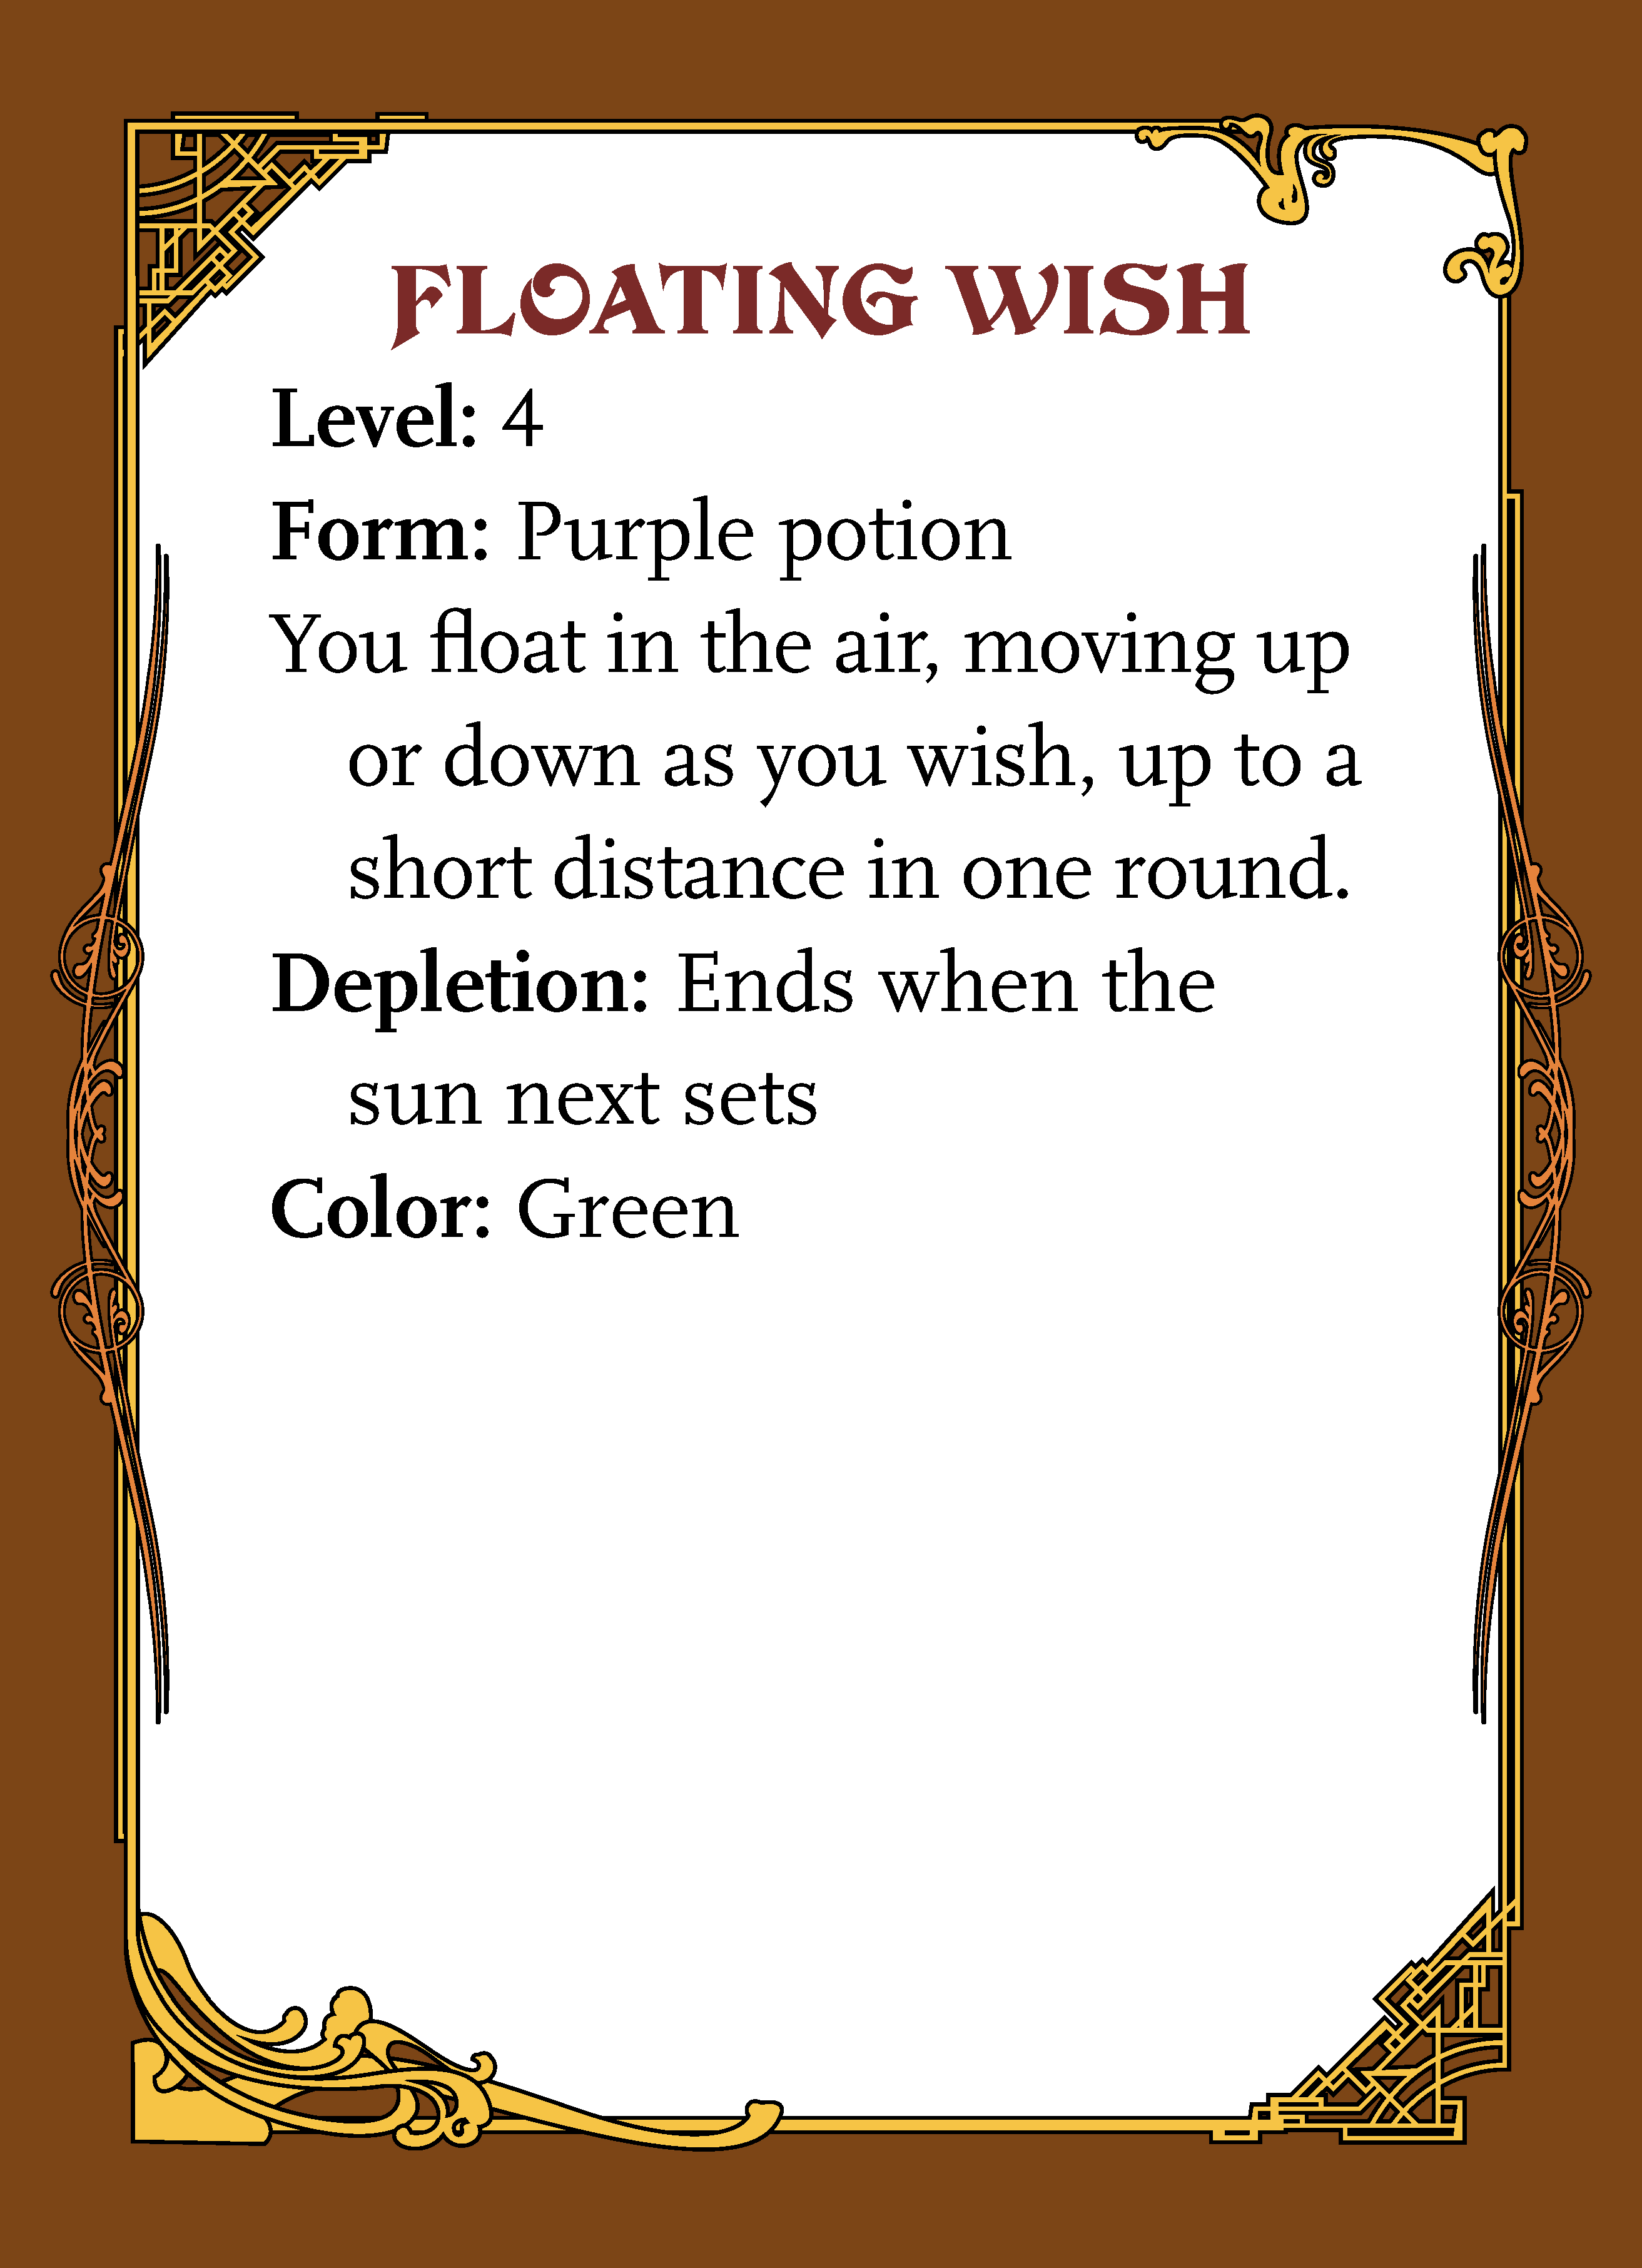 FLOATING WISH
Level: 4
Form: Purple potion
You float in the air, moving up
or down as you wish, up to a
short distance in one round.
Depletion: Ends when the
sun next sets
Color: Green